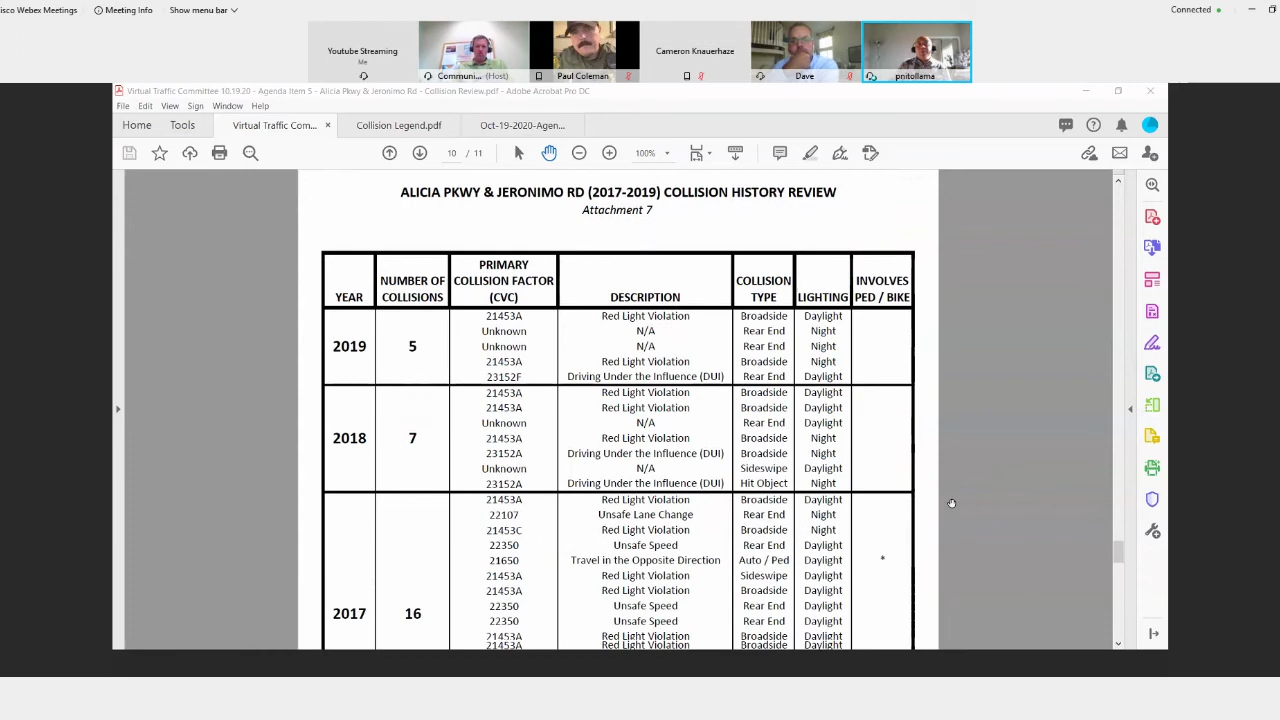 isco Webex Meetings
Meeting Info
Show menu bar
Connected
Youtube Streaming
Me
Communi... (Host)
Paul Coleman
Cameron Knauerhaze
Dave
pnitollama
Virtual Traffic Committee 10.19.20 - Agenda Item 5 - Alicia Pkwy & Jeronimo Rd - Collision Review.pdf - Adobe Acrobat Pro DC
File Edit View Sign Window Help
Home Tools Virtual Traffic Com... × Collision Legend.pdf Oct-19-2020-Agen...
10 / 11 100%
ALICIA PKWY & JERONIMO RD (2017-2019) COLLISION HISTORY REVIEW
Attachment 7
YEAR NUMBER OF COLLISIONS PRIMARY COLLISION FACTOR (CVC) DESCRIPTION COLLISION TYPE LIGHTING INVOLVES PED / BIKE
2019 5
21453A Red Light Violation Broadside Daylight
Unknown N/A Rear End Night
Unknown N/A Rear End Night
21453A Red Light Violation Broadside Night
23152F Driving Under the Influence (DUI) Rear End Daylight
2018 7
21453A Red Light Violation Broadside Daylight
21453A Red Light Violation Broadside Daylight
Unknown N/A Rear End Daylight
21453A Red Light Violation Broadside Night
23152A Driving Under the Influence (DUI) Broadside Night
Unknown N/A Sideswipe Daylight
23152A Driving Under the Influence (DUI) Hit Object Night
2017 16
21453A Red Light Violation Broadside Daylight
22107 Unsafe Lane Change Rear End Night
21453C Red Light Violation Broadside Night
22350 Unsafe Speed Rear End Daylight
21650 Travel in the Opposite Direction Auto / Ped Daylight *
21453A Red Light Violation Sideswipe Daylight
21453A Red Light Violation Broadside Daylight
22350 Unsafe Speed Rear End Daylight
22350 Unsafe Speed Rear End Daylight
21453A Red Light Violation Broadside Daylight
21453A Red Light Violation Broadside Daylight